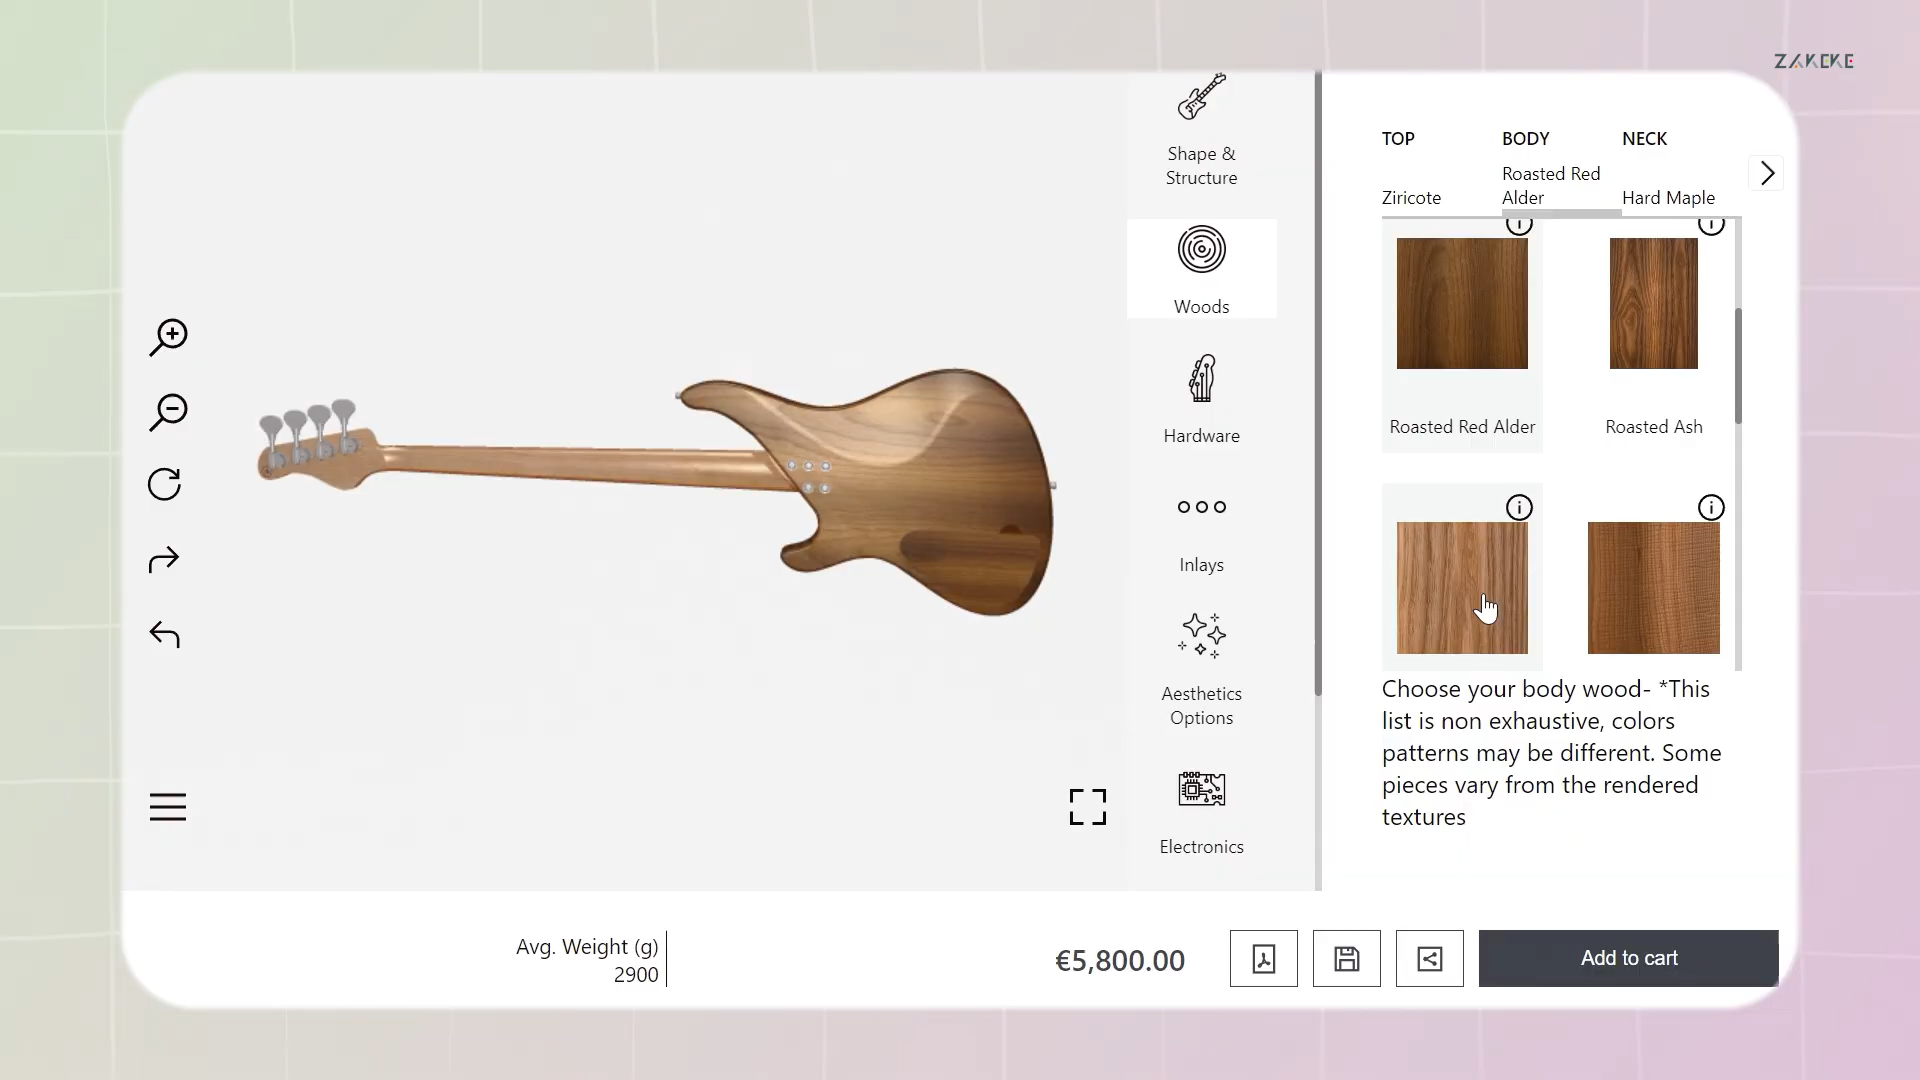 ZAKEKE
Shape &
Structure
Woods
Hardware
Inlays
Aesthetics
Options
Electronics
TOP
BODY
NECK
Ziricote
Roasted Red
Alder
Hard Maple
Roasted Red Alder
Roasted Ash
Choose your body wood- *This
list is non exhaustive, colors
patterns may be different. Some
pieces vary from the rendered
textures
Avg. Weight (g)
2900
€5,800.00
Add to cart